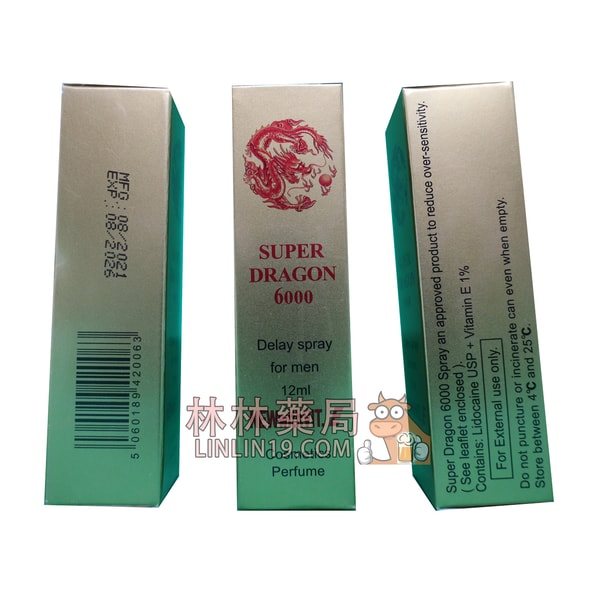 MFG : 08/2021
EXP : 08/2026
5 060189 420063
SUPER
DRAGON
6000
Delay spray
for men
12ml
林林藥局
LINLIN19.COM
Cosmetics
Perfume
Super Dragon 6000 Spray an approved product to reduce over-sensitivity.
( See leaflet enclosed ).
Contains: Lidocaine USP + Vitamin E 1%
For External use only.
Do not puncture or incinerate can even when empty.
Store between 4℃ and 25℃.